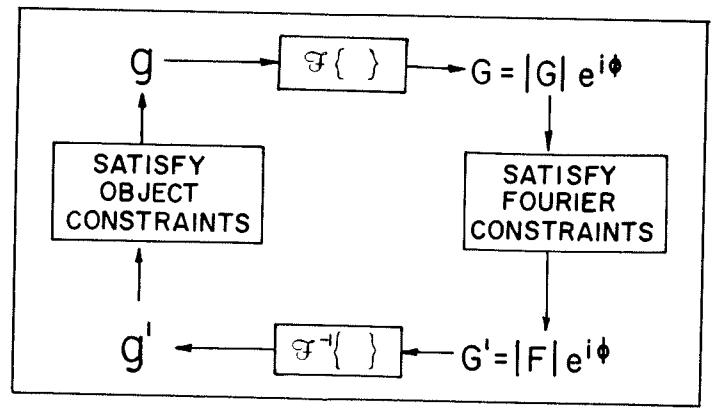 g
ℱ{ }
G = |G| e^{iϕ}
SATISFY
OBJECT
CONSTRAINTS
SATISFY
FOURIER
CONSTRAINTS
g'
ℱ⁻¹{ }
G' = |F| e^{iϕ}